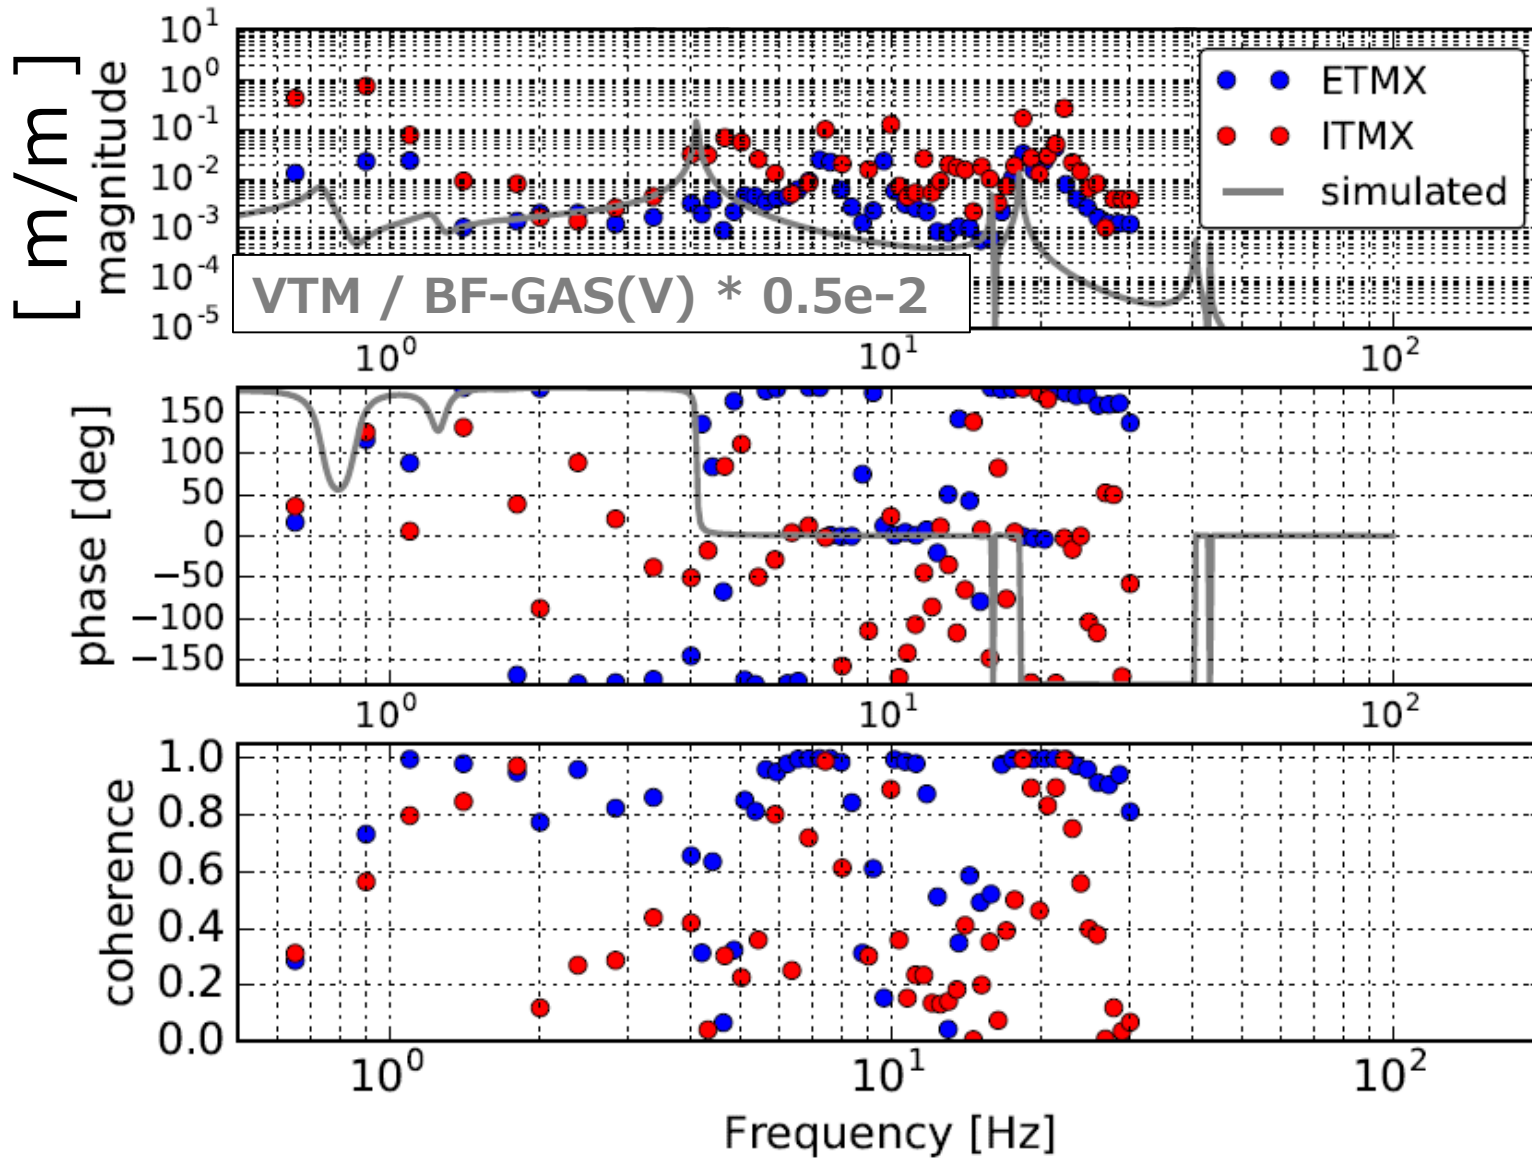 [ m/m ]
magnitude
10^1
10^0
10^-1
10^-2
10^-3
10^-4
10^-5
ETMX
ITMX
simulated
VTM / BF-GAS(V) * 0.5e-2
10^0 10^1 10^2
phase [deg]
150
100
50
0
−50
−100
−150
10^0 10^1 10^2
coherence
1.0
0.8
0.6
0.4
0.2
0.0
10^0 10^1 10^2
Frequency [Hz]